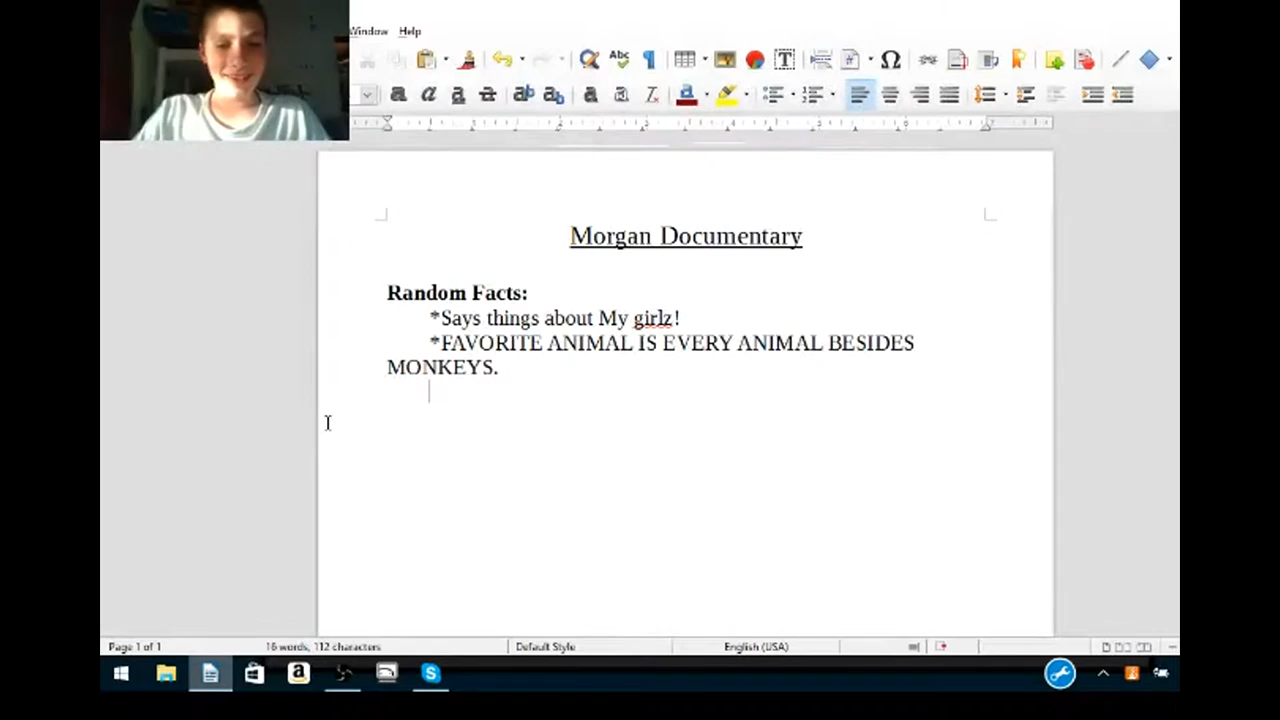 Window Help
Morgan Documentary
Random Facts:
*Says things about My girlz!
*FAVORITE ANIMAL IS EVERY ANIMAL BESIDES
MONKEYS.
Page 1 of 1 16 words, 112 characters Default Style English (USA)